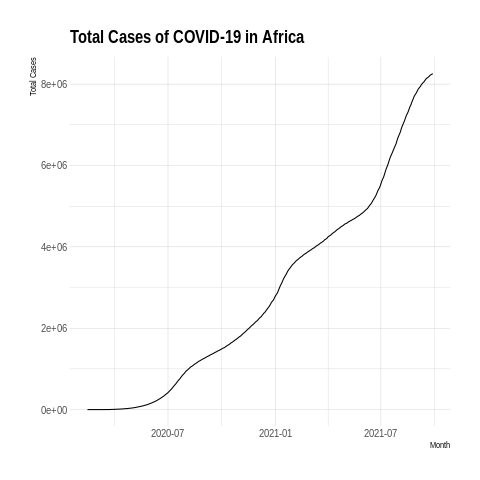 Total Cases of COVID-19 in Africa
Total Cases
8e+06
6e+06
4e+06
2e+06
0e+00
2020-07 2021-01 2021-07
Month